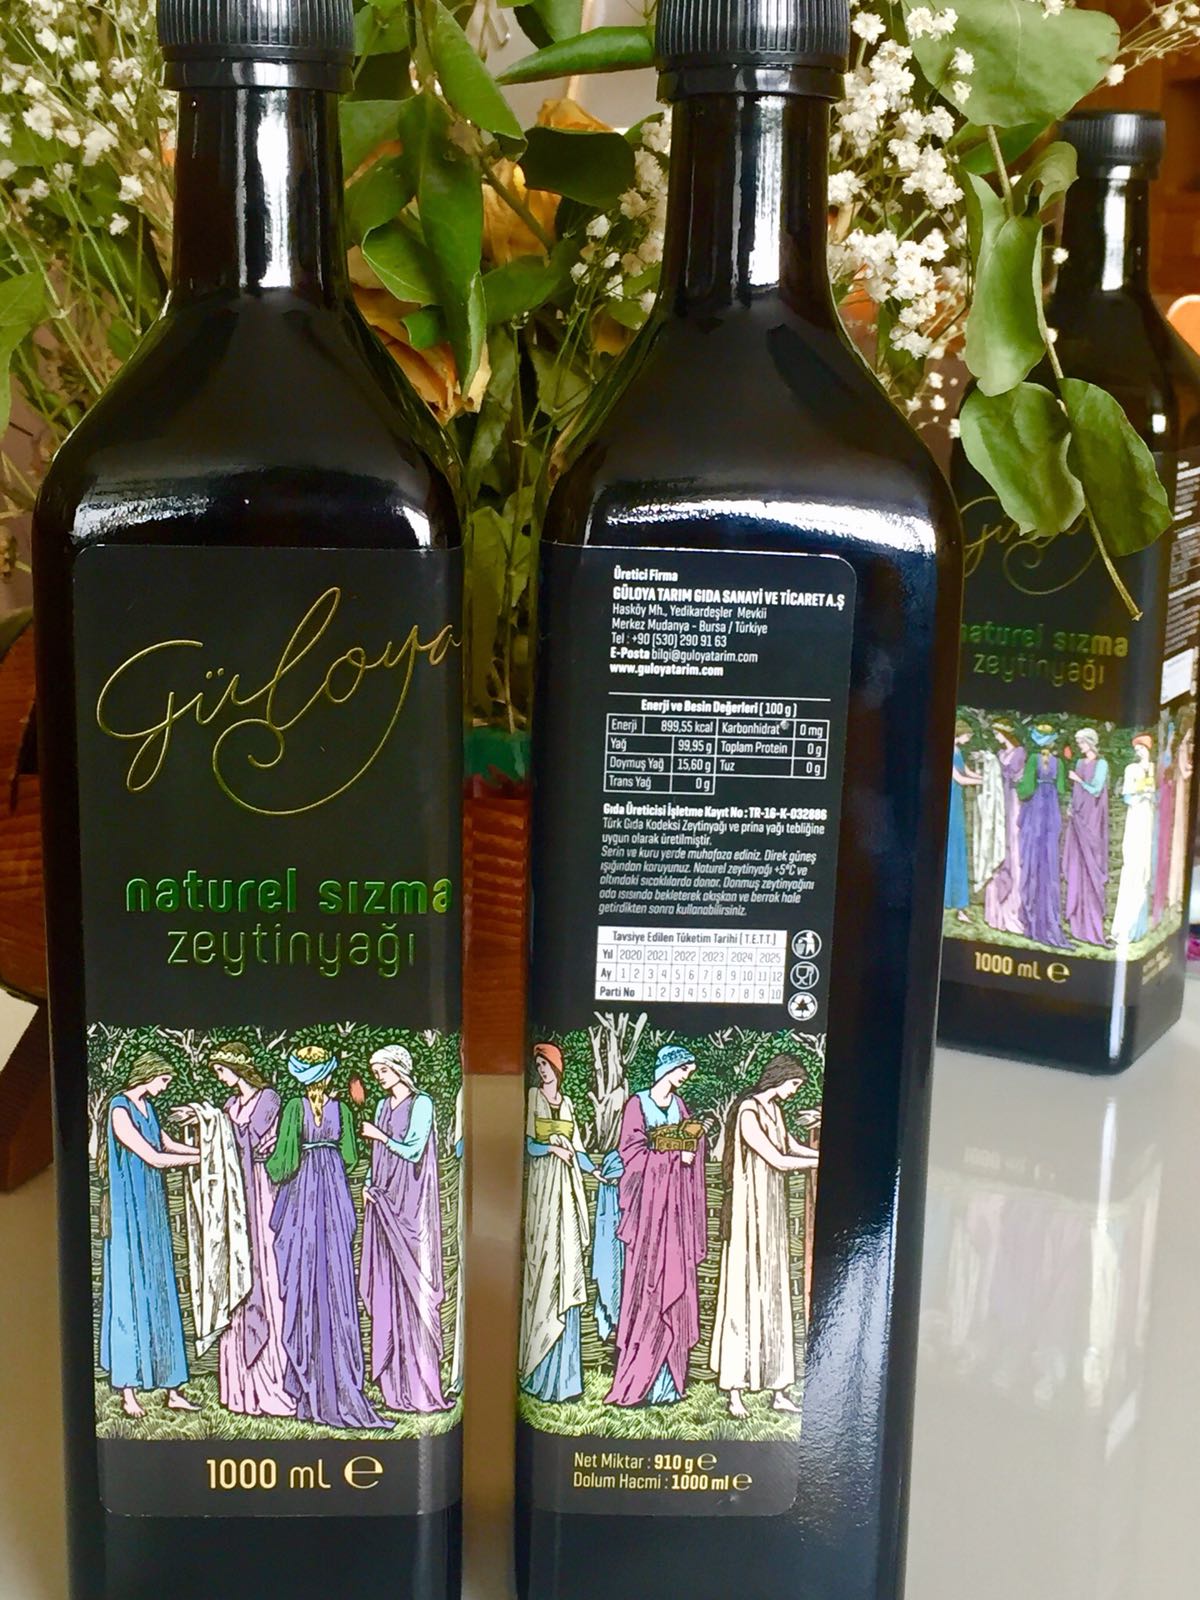 Güloya
naturel sızma
zeytinyağı
1000 mL ℮
Üretici Firma
GÜLOYA TARIM GIDA SANAYİ VE TİCARET A.Ş
Hasköy Mh., Yedikardeşler Mevkii
Merkez Mudanya - Bursa / Türkiye
Tel : +90 (530) 290 91 63
E-Posta bilgi@guloyatarim.com
www.guloyatarim.com
Enerji ve Besin Değerleri ( 100 g )
Enerji 899,55 kcal Karbonhidrat 0 mg
Yağ 99,95 g Toplam Protein 0 g
Doymuş Yağ 15,60 g Tuz 0 g
Trans Yağ 0 g
Gıda Üreticisi İşletme Kayıt No : TR-16-K-032886
Türk Gıda Kodeksi Zeytinyağı ve prina yağı tebliğine
uygun olarak üretilmiştir.
Serin ve kuru yerde muhafaza ediniz. Direk güneş
ışığından koruyunuz. Naturel zeytinyağı +5°C ve
altındaki sıcaklılarda donar. Donmuş zeytinyağını
oda ısısında bekleterek akışkan ve berrak hale
getirdikten sonra kullanabilirsiniz.
Tavsiye Edilen Tüketim Tarihi ( T.E.T.T.)
Yıl 2020 2021 2022 2023 2024 2025
Ay 1 2 3 4 5 6 7 8 9 10 11 12
Parti No 1 2 3 4 5 6 7 8 9 10
Net Miktar : 910 g ℮
Dolum Hacmi : 1000 ml ℮
naturel sızma
zeytinyağı
1000 mL ℮